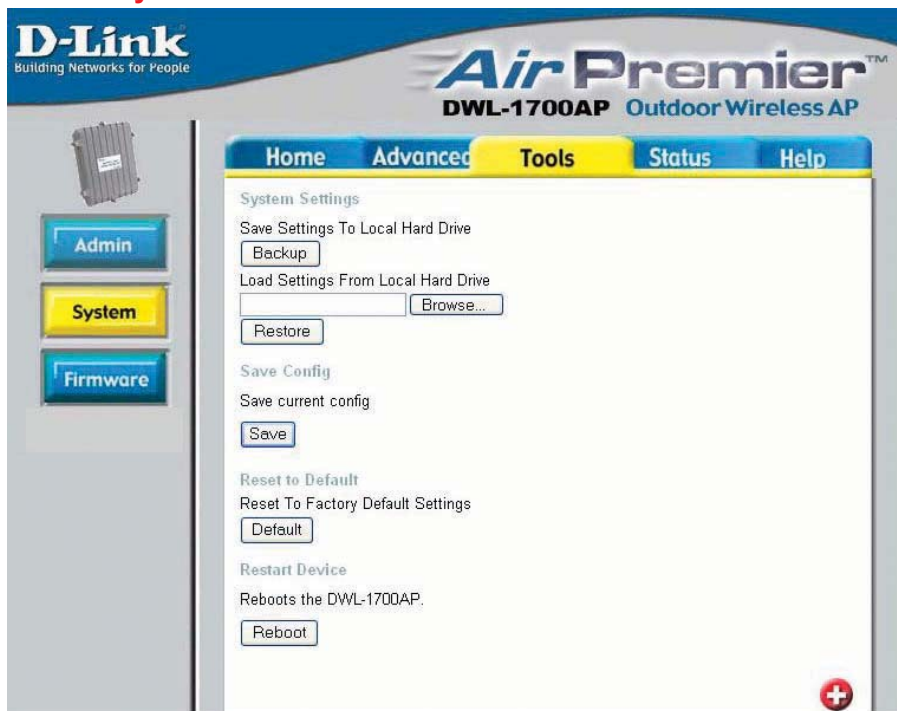 D-Link
Building Networks for People
Air Premier™
DWL-1700AP Outdoor Wireless AP
Home Advanced Tools Status Help
Admin
System
Firmware
System Settings
Save Settings To Local Hard Drive
Backup
Load Settings From Local Hard Drive
Browse...
Restore
Save Config
Save current config
Save
Reset to Default
Reset To Factory Default Settings
Default
Restart Device
Reboots the DWL-1700AP.
Reboot